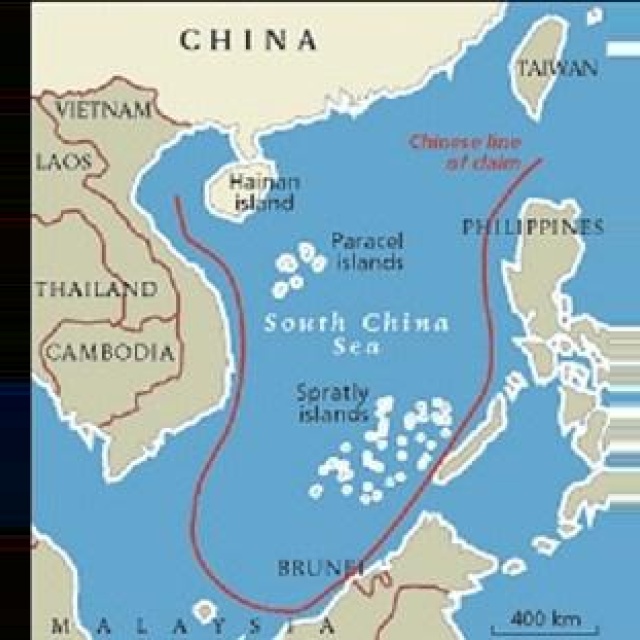 CHINA
TAIWAN
VIETNAM
Chinese line
of claim
LAOS
Hainan
island
PHILIPPINES
Paracel
islands
THAILAND
South China
Sea
CAMBODIA
Spratly
islands
BRUNEI
MALAYSIA
400 km